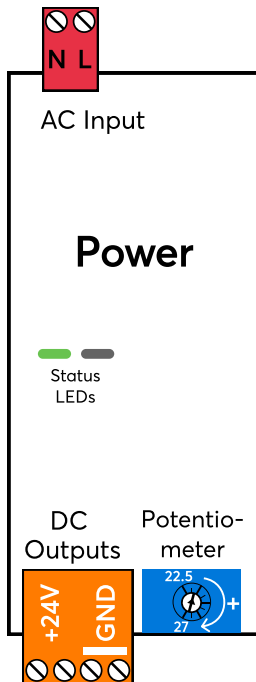 N L
AC Input
Power
Status
LEDs
DC
Outputs
Potentio-
meter
+24V
GND
22.5
+
27